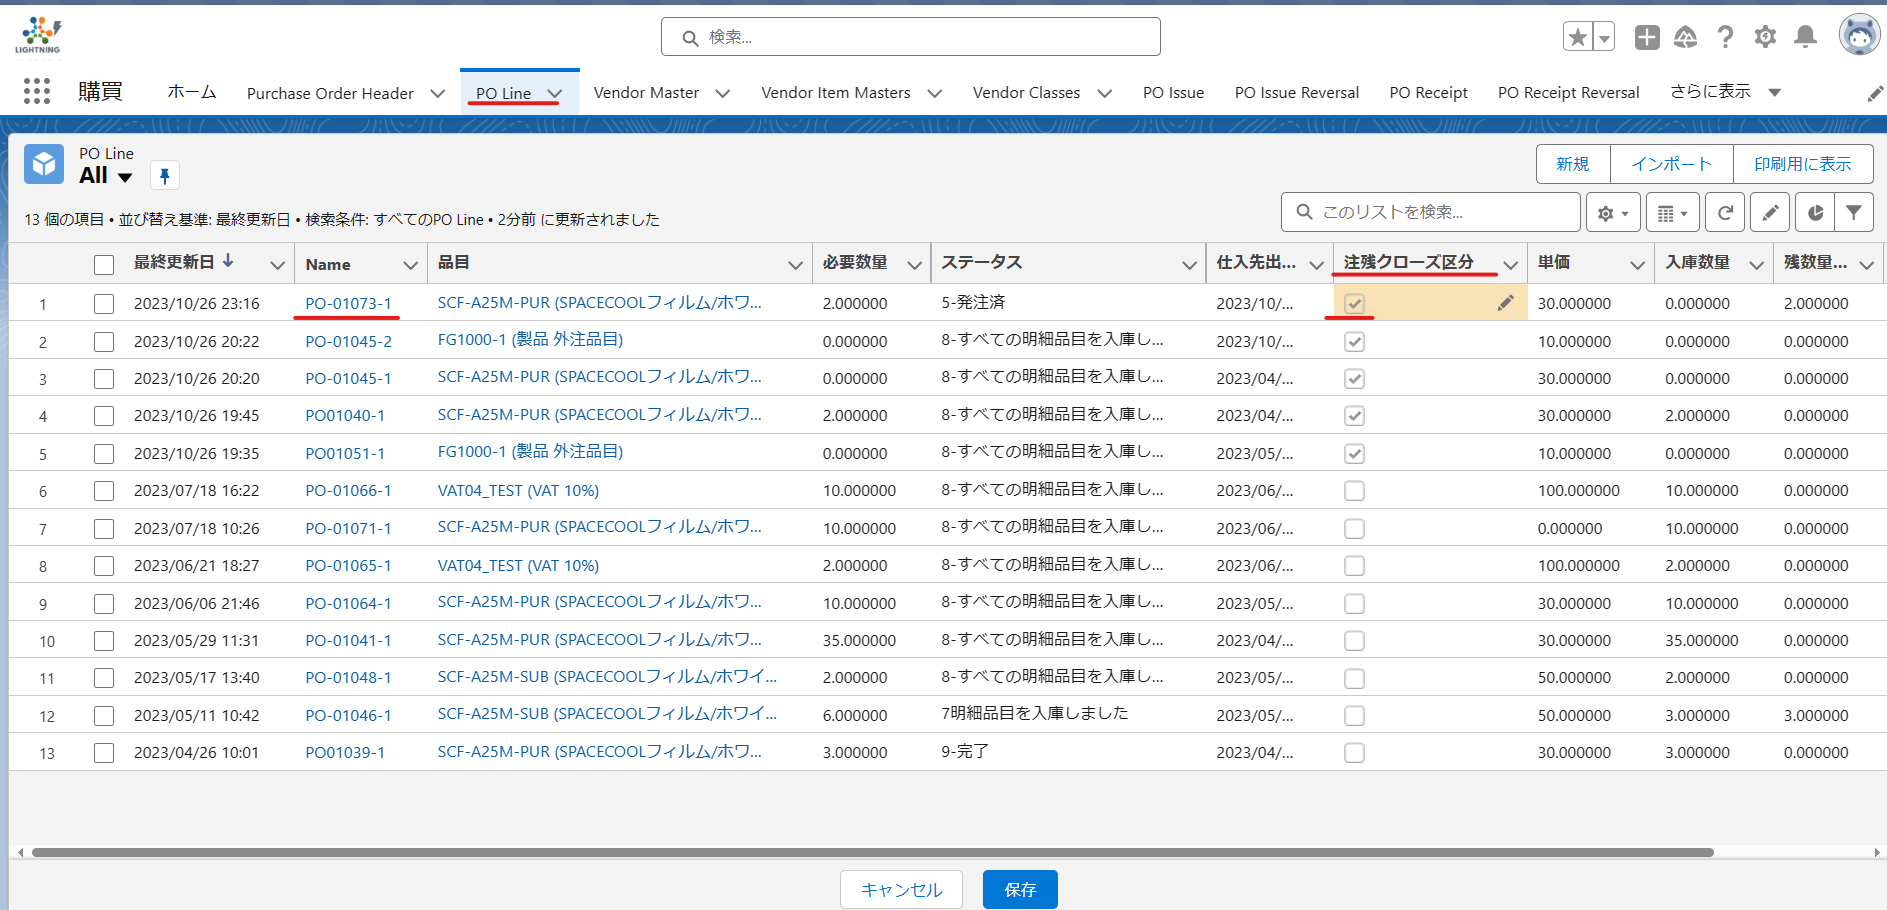 LIGHTNING
検索...
購買
ホーム Purchase Order Header PO Line Vendor Master Vendor Item Masters Vendor Classes PO Issue PO Issue Reversal PO Receipt PO Receipt Reversal さらに表示
PO Line
All
新規 インポート 印刷用に表示
13 個の項目 • 並び替え基準: 最終更新日 • 検索条件: すべてのPO Line • 2分前 に更新されました
このリストを検索...
最終更新日 Name 品目 必要数量 ステータス 仕入先出... 注残クローズ区分 単価 入庫数量 残数量...
1 2023/10/26 23:16 PO-01073-1 SCF-A25M-PUR (SPACECOOLフィルム/ホワ... 2.000000 5-発注済 2023/10/... 30.000000 0.000000 2.000000
2 2023/10/26 20:22 PO-01045-2 FG1000-1 (製品 外注品目) 0.000000 8-すべての明細品目を入庫し... 2023/10/... 10.000000 0.000000 0.000000
3 2023/10/26 20:20 PO-01045-1 SCF-A25M-PUR (SPACECOOLフィルム/ホワ... 0.000000 8-すべての明細品目を入庫し... 2023/04/... 30.000000 0.000000 0.000000
4 2023/10/26 19:45 PO01040-1 SCF-A25M-PUR (SPACECOOLフィルム/ホワ... 2.000000 8-すべての明細品目を入庫し... 2023/04/... 30.000000 2.000000 0.000000
5 2023/10/26 19:35 PO01051-1 FG1000-1 (製品 外注品目) 0.000000 8-すべての明細品目を入庫し... 2023/05/... 10.000000 0.000000 0.000000
6 2023/07/18 16:22 PO-01066-1 VAT04_TEST (VAT 10%) 10.000000 8-すべての明細品目を入庫し... 2023/06/... 100.000000 10.000000 0.000000
7 2023/07/18 10:26 PO-01071-1 SCF-A25M-PUR (SPACECOOLフィルム/ホワ... 10.000000 8-すべての明細品目を入庫し... 2023/06/... 0.000000 10.000000 0.000000
8 2023/06/21 18:27 PO-01065-1 VAT04_TEST (VAT 10%) 2.000000 8-すべての明細品目を入庫し... 2023/06/... 100.000000 2.000000 0.000000
9 2023/06/06 21:46 PO-01064-1 SCF-A25M-PUR (SPACECOOLフィルム/ホワ... 10.000000 8-すべての明細品目を入庫し... 2023/05/... 30.000000 10.000000 0.000000
10 2023/05/29 11:31 PO-01041-1 SCF-A25M-PUR (SPACECOOLフィルム/ホワ... 35.000000 8-すべての明細品目を入庫し... 2023/04/... 30.000000 35.000000 0.000000
11 2023/05/17 13:40 PO-01048-1 SCF-A25M-SUB (SPACECOOLフィルム/ホワイ... 2.000000 8-すべての明細品目を入庫し... 2023/05/... 50.000000 2.000000 0.000000
12 2023/05/11 10:42 PO-01046-1 SCF-A25M-SUB (SPACECOOLフィルム/ホワイ... 6.000000 7明細品目を入庫しました 2023/05/... 50.000000 3.000000 3.000000
13 2023/04/26 10:01 PO01039-1 SCF-A25M-PUR (SPACECOOLフィルム/ホワ... 3.000000 9-完了 2023/04/... 30.000000 3.000000 0.000000
キャンセル 保存